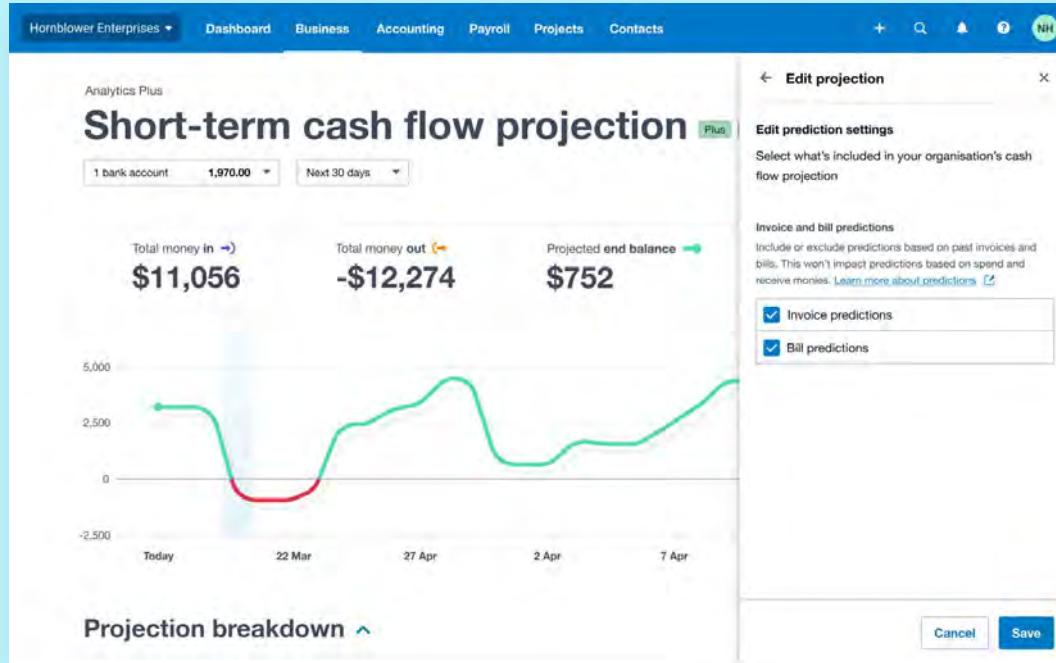 Hornblower Enterprises
Dashboard
Business
Accounting
Payroll
Projects
Contacts
NH
Analytics Plus
Short-term cash flow projection
Plus
1 bank account 1,970.00
Next 30 days
Total money in
$11,056
Total money out
-$12,274
Projected end balance
$752
5,000
2,500
0
-2,500
Today
22 Mar
27 Apr
2 Apr
7 Apr
Projection breakdown
Edit projection
Edit prediction settings
Select what's included in your organisation's cash
flow projection
Invoice and bill predictions
Include or exclude predictions based on past invoices and
bills. This won't impact predictions based on spend and
receive monies. Learn more about predictions
Invoice predictions
Bill predictions
Cancel
Save